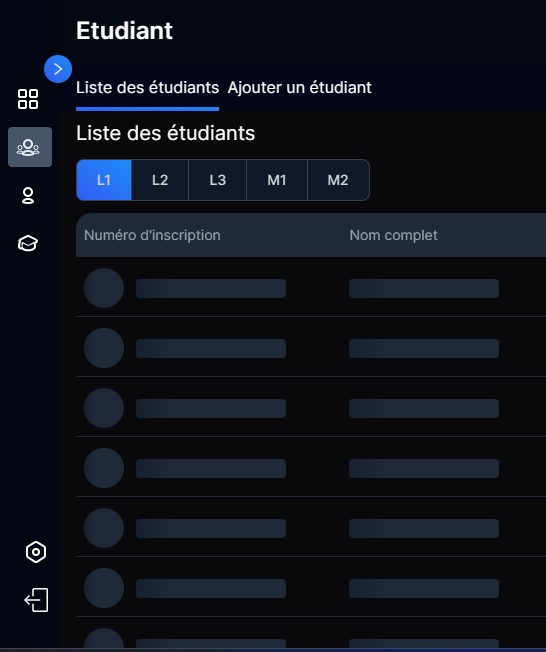 Etudiant
Liste des étudiants Ajouter un étudiant
Liste des étudiants
L1 L2 L3 M1 M2
Numéro d'inscription Nom complet